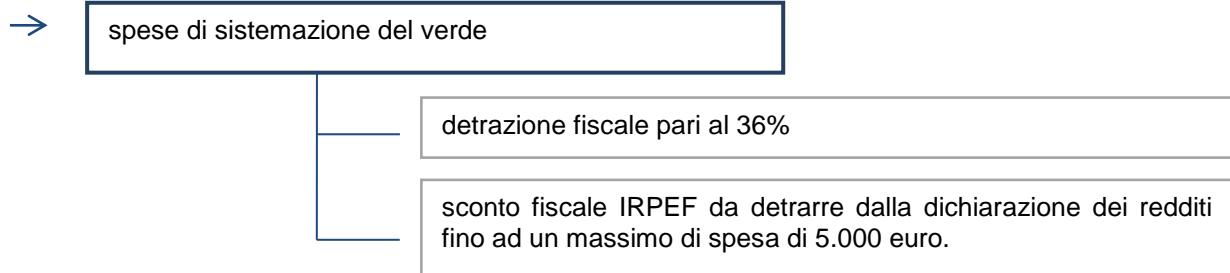 spese di sistemazione del verde
detrazione fiscale pari al 36%
sconto fiscale IRPEF da detrarre dalla dichiarazione dei redditi
fino ad un massimo di spesa di 5.000 euro.